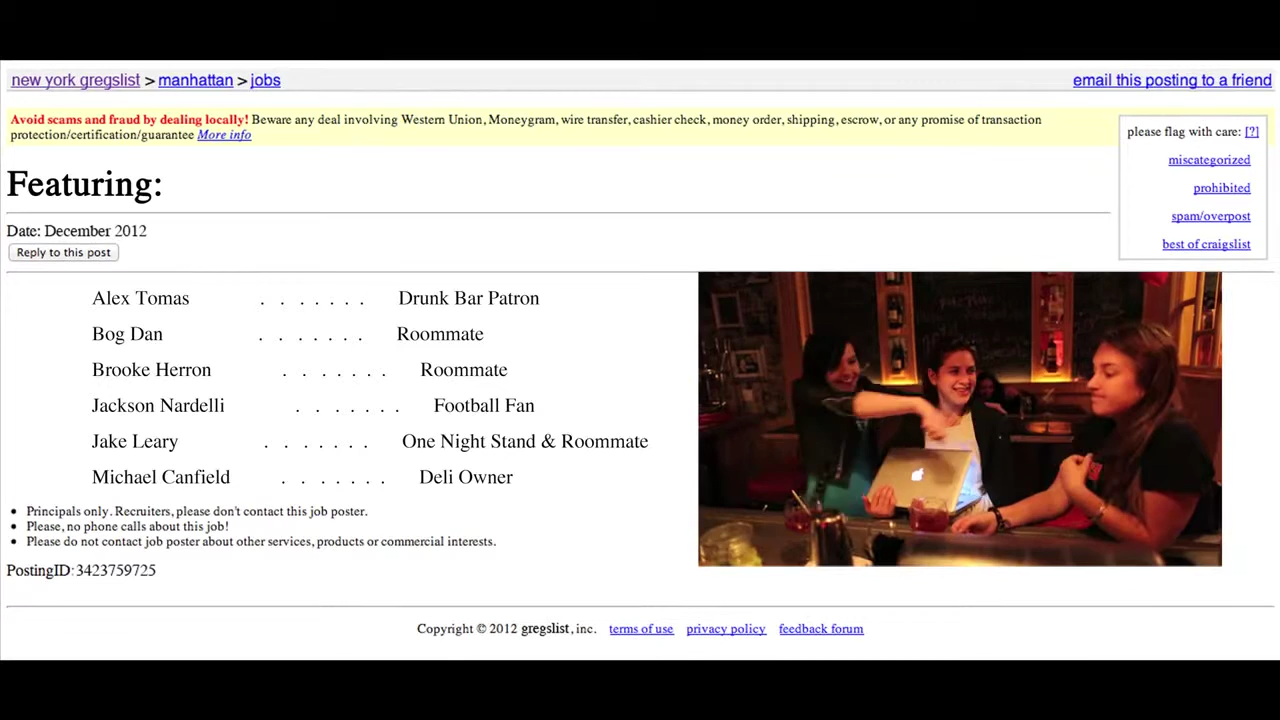 new york gregslist > manhattan > jobs
email this posting to a friend
Avoid scams and fraud by dealing locally! Beware any deal involving Western Union, Moneygram, wire transfer, cashier check, money order, shipping, escrow, or any promise of transaction
protection/certification/guarantee More info
please flag with care: [?]
miscategorized
prohibited
spam/overpost
best of craigslist
Featuring:
Date: December 2012
Reply to this post
Alex Tomas . . . . . . . Drunk Bar Patron
Bog Dan . . . . . . . Roommate
Brooke Herron . . . . . . . Roommate
Jackson Nardelli . . . . . . . Football Fan
Jake Leary . . . . . . . One Night Stand & Roommate
Michael Canfield . . . . . . . Deli Owner
• Principals only. Recruiters, please don't contact this job poster.
• Please, no phone calls about this job!
• Please do not contact job poster about other services, products or commercial interests.
PostingID: 3423759725
Copyright © 2012 gregslist, inc. terms of use privacy policy feedback forum